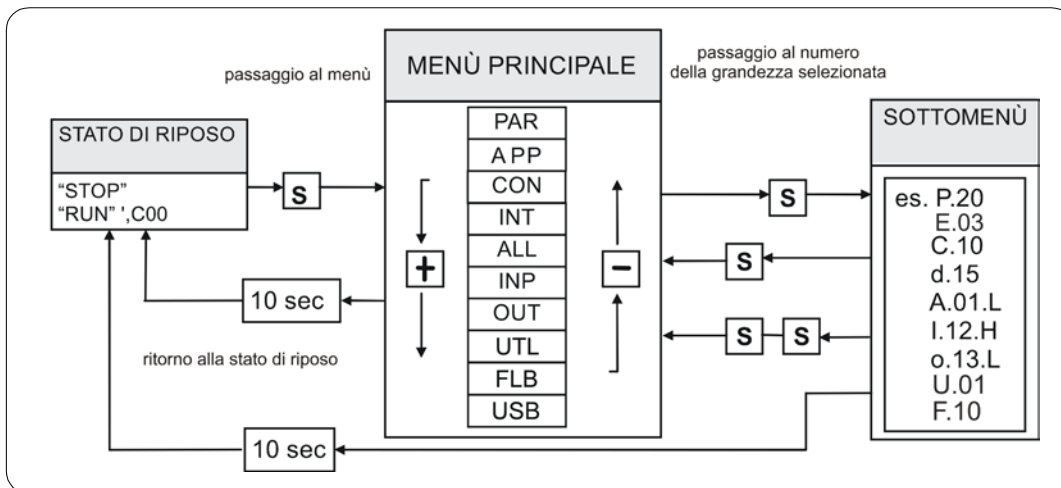 passaggio al menù
MENÙ PRINCIPALE
passaggio al numero
della grandezza selezionata
STATO DI RIPOSO
“STOP”
“RUN” ',C00
S
PAR
APP
CON
INT
ALL
INP
OUT
UTL
FLB
USB
+
−
S
S
S S
SOTTOMENÙ
es. P.20
E.03
C.10
d.15
A.01.L
I.12.H
o.13.L
U.01
F.10
10 sec
ritorno alla stato di riposo
10 sec